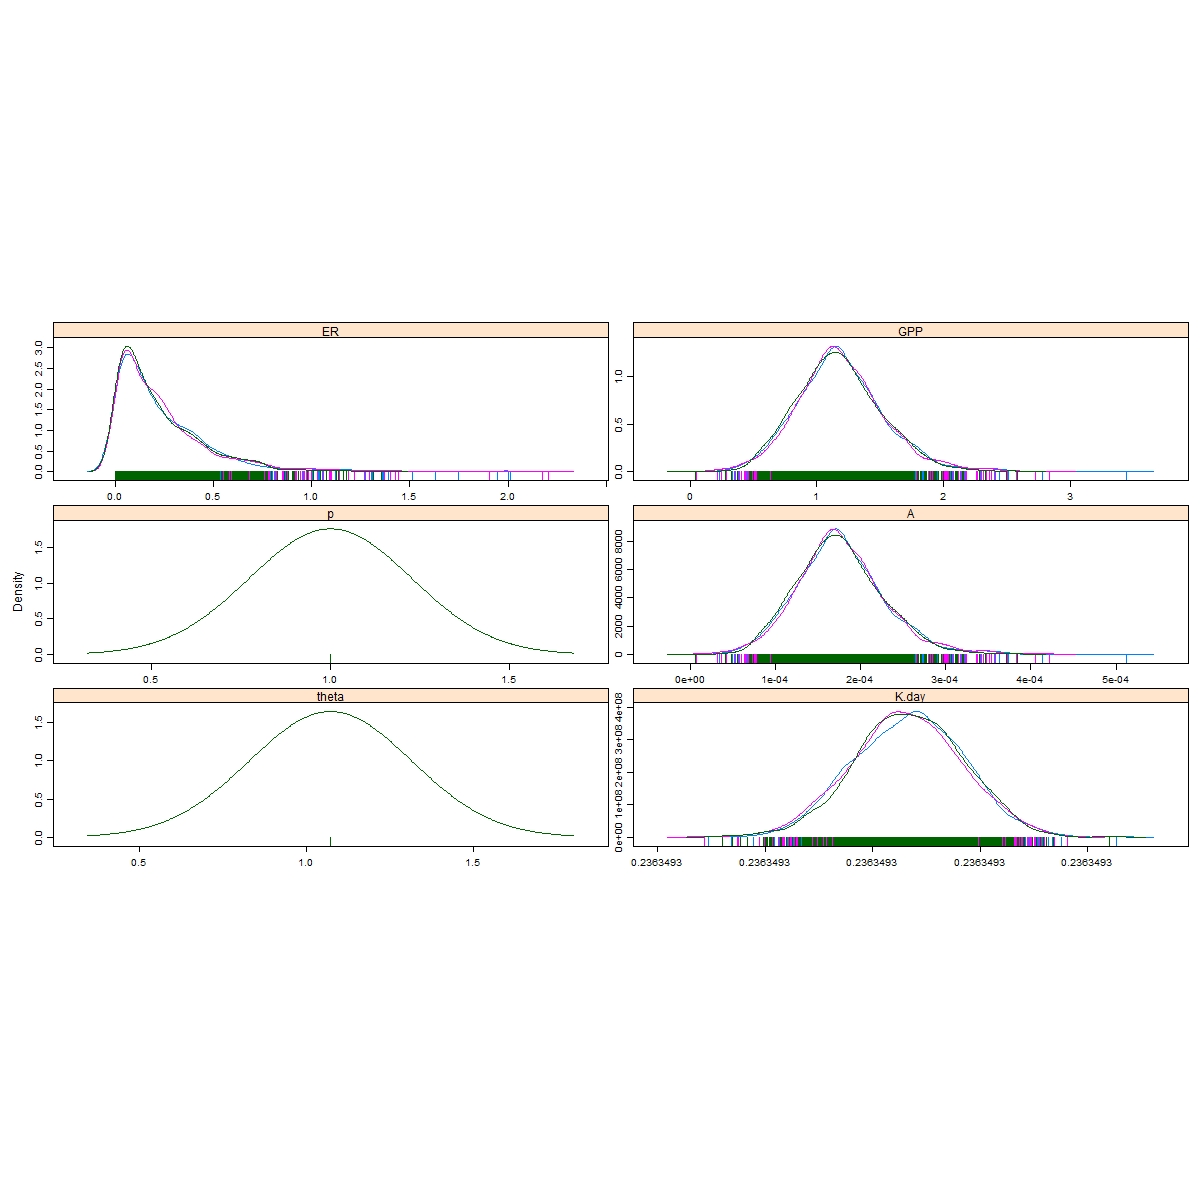 ER
3.0
2.5
2.0
1.5
1.0
0.5
0.0
0.0 0.5 1.0 1.5 2.0
GPP
1.0
0.5
0.0
0 1 2 3
Density
p
1.5
1.0
0.5
0.0
0.5 1.0 1.5
A
8000
6000
4000
2000
0
0e+00 1e-04 2e-04 3e-04 4e-04 5e-04
theta
1.5
1.0
0.5
0.0
0.5 1.0 1.5
K.day
4e+08
3e+08
2e+08
1e+08
0e+00
0.2363493 0.2363493 0.2363493 0.2363493 0.2363493